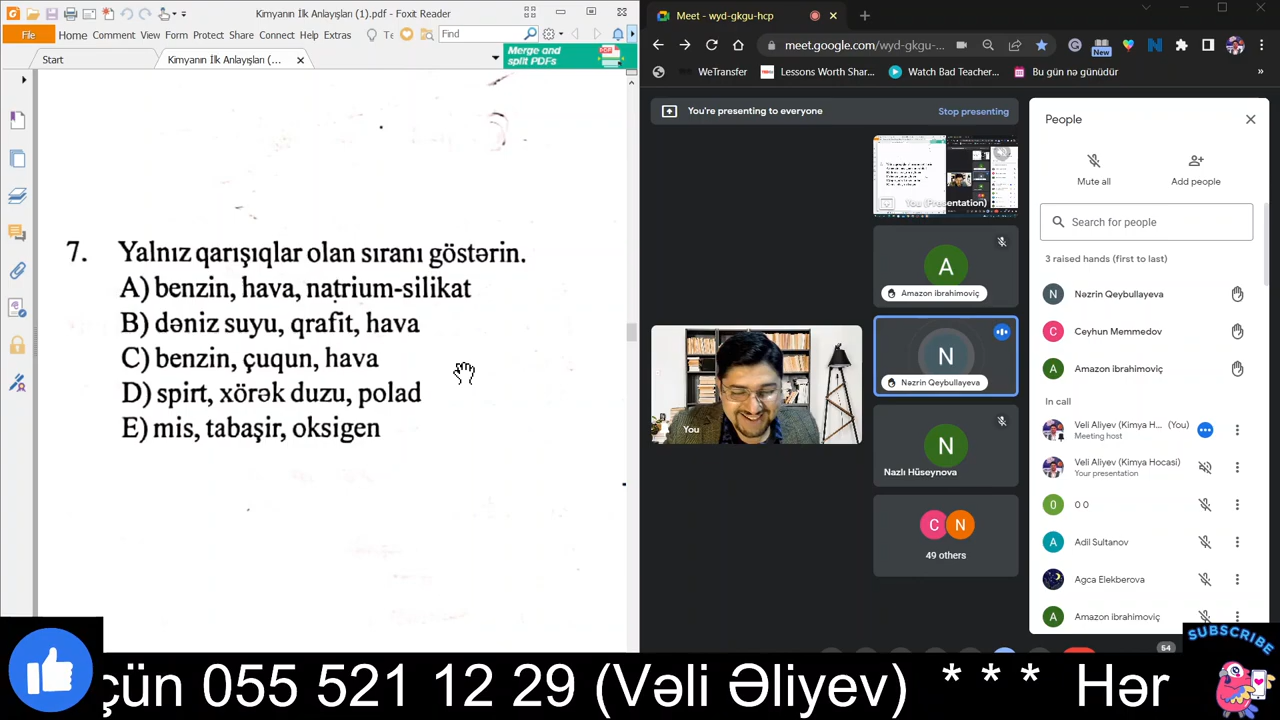 Kimyanın İlk Anlayışları (1).pdf - Foxit Reader
File Home Comment View Form Protect Share Connect Help Extras Find
Start
Kimyanın İlk Anlayışları (...
Merge and
split PDFs
7. Yalnız qarışıqlar olan sıranı göstərin.
A) benzin, hava, natrium-silikat
B) dəniz suyu, qrafit, hava
C) benzin, çuqun, hava
D) spirt, xörək duzu, polad
E) mis, tabaşir, oksigen
Meet - wyd-gkgu-hcp
meet.google.com/wyd-gkgu-...
New
WeTransfer
Lessons Worth Shar...
Watch Bad Teacher...
Bu gün nə günüdür
You're presenting to everyone
Stop presenting
You (Presentation)
A
Amazon ibrahimoviç
N
Nəzrin Qeybullayeva
You
N
Nazlı Hüseynova
C N
49 others
People
Mute all
Add people
Search for people
3 raised hands (first to last)
N Nəzrin Qeybullayeva
C Ceyhun Memmedov
A Amazon ibrahimoviç
In call
Veli Aliyev (Kimya H... (You)
Meeting host
Veli Aliyev (Kimya Hocasi)
Your presentation
0 0 0
A Adil Sultanov
Agca Elekberova
A Amazon ibrahimoviç
54
SUBSCRIBE
çün 055 521 12 29 (Vəli Əliyev) * * * Hər